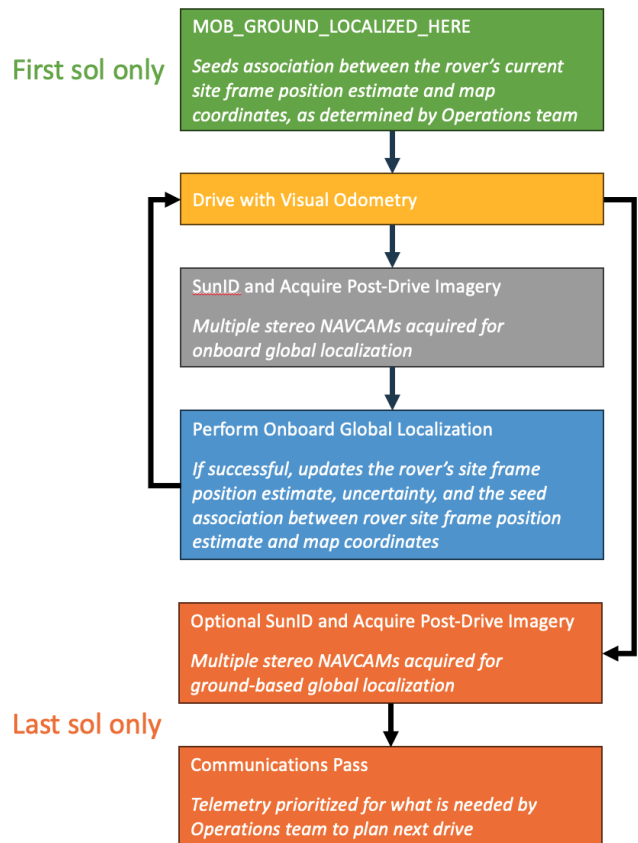 MOB_GROUND_LOCALIZED_HERE
First sol only
Seeds association between the rover's current
site frame position estimate and map
coordinates, as determined by Operations team
Drive with Visual Odometry
SunID and Acquire Post-Drive Imagery
Multiple stereo NAVCAMs acquired for
onboard global localization
Perform Onboard Global Localization
If successful, updates the rover's site frame
position estimate, uncertainty, and the seed
association between rover site frame position
estimate and map coordinates
Optional SunID and Acquire Post-Drive Imagery
Multiple stereo NAVCAMs acquired for
ground-based global localization
Last sol only
Communications Pass
Telemetry prioritized for what is needed by
Operations team to plan next drive